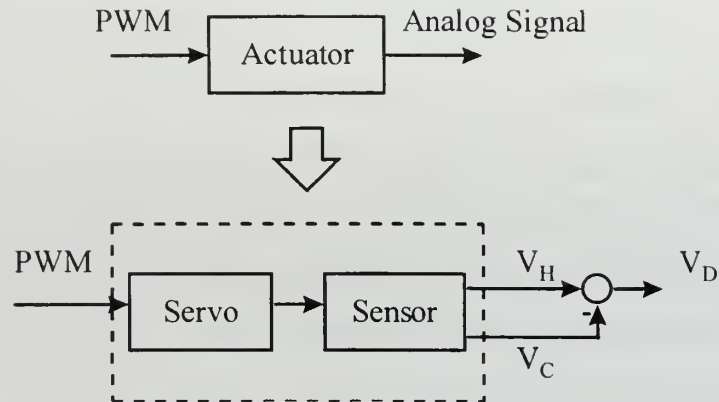 PWM
Analog Signal
Actuator
PWM
Servo
Sensor
V_H
V_D
-
V_C